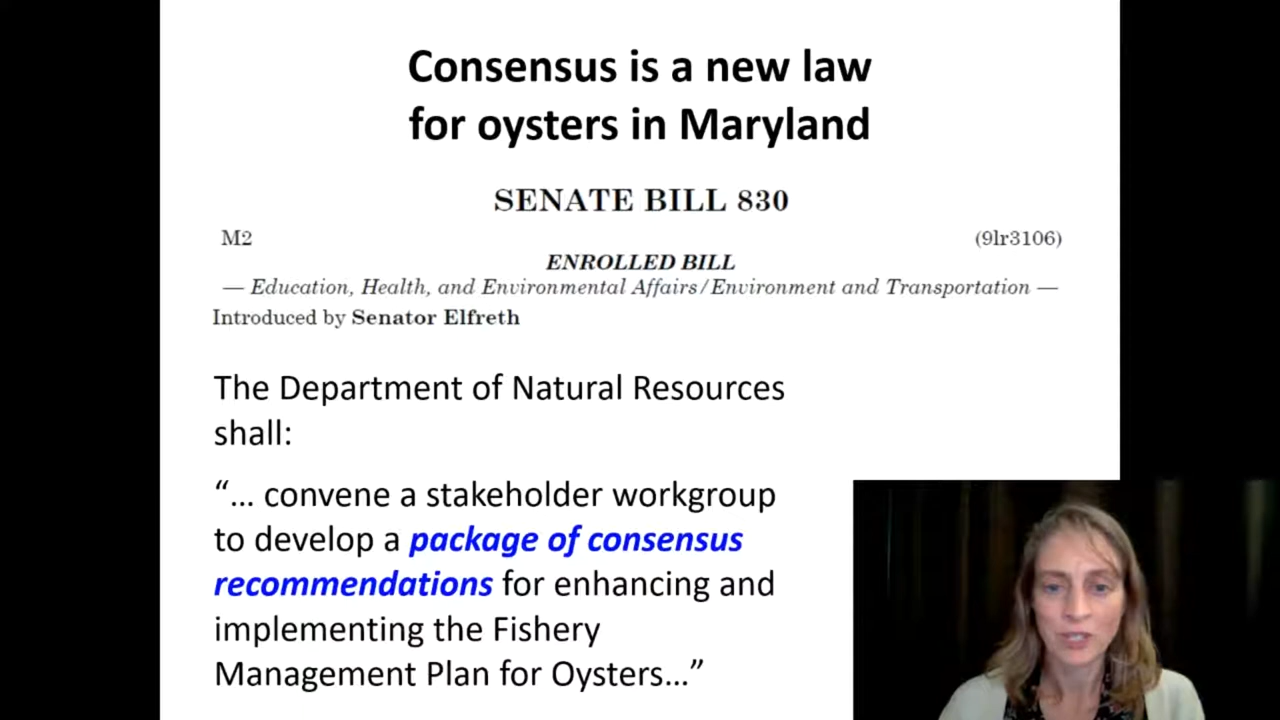 Consensus is a new law
for oysters in Maryland
SENATE BILL 830
M2 (9lr3106)
ENROLLED BILL
— Education, Health, and Environmental Affairs/Environment and Transportation —
Introduced by Senator Elfreth
The Department of Natural Resources
shall:
“… convene a stakeholder workgroup
to develop a package of consensus
recommendations for enhancing and
implementing the Fishery
Management Plan for Oysters…”